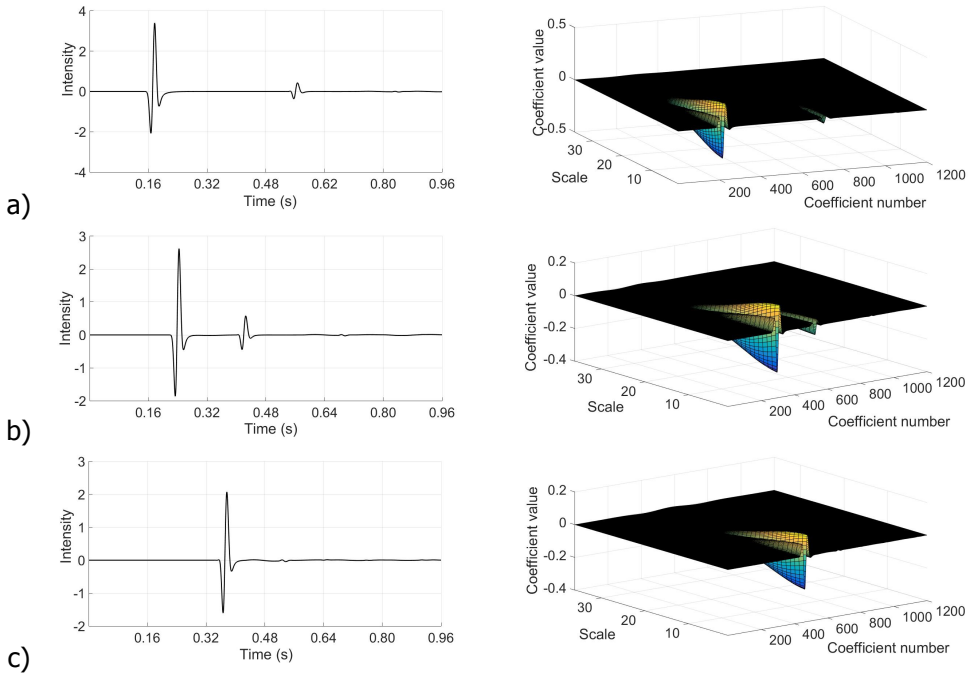 4
2
0
-2
-4
Intensity
0.16 0.32 0.48 0.62 0.80 0.96
Time (s)
0.5
0
-0.5
Coefficient value
30
20
10
Scale
200 400 600 800 1000 1200
Coefficient number
a)
3
2
1
0
-1
-2
Intensity
0.16 0.32 0.48 0.64 0.80 0.96
Time (s)
0.2
0
-0.2
-0.4
Coefficient value
30
20
10
Scale
200 400 600 800 1000 1200
Coefficient number
b)
3
2
1
0
-1
-2
Intensity
0.16 0.32 0.48 0.64 0.80 0.96
Time (s)
0.2
0
-0.2
-0.4
Coefficient value
30
20
10
Scale
200 400 600 800 1000 1200
Coefficient number
c)